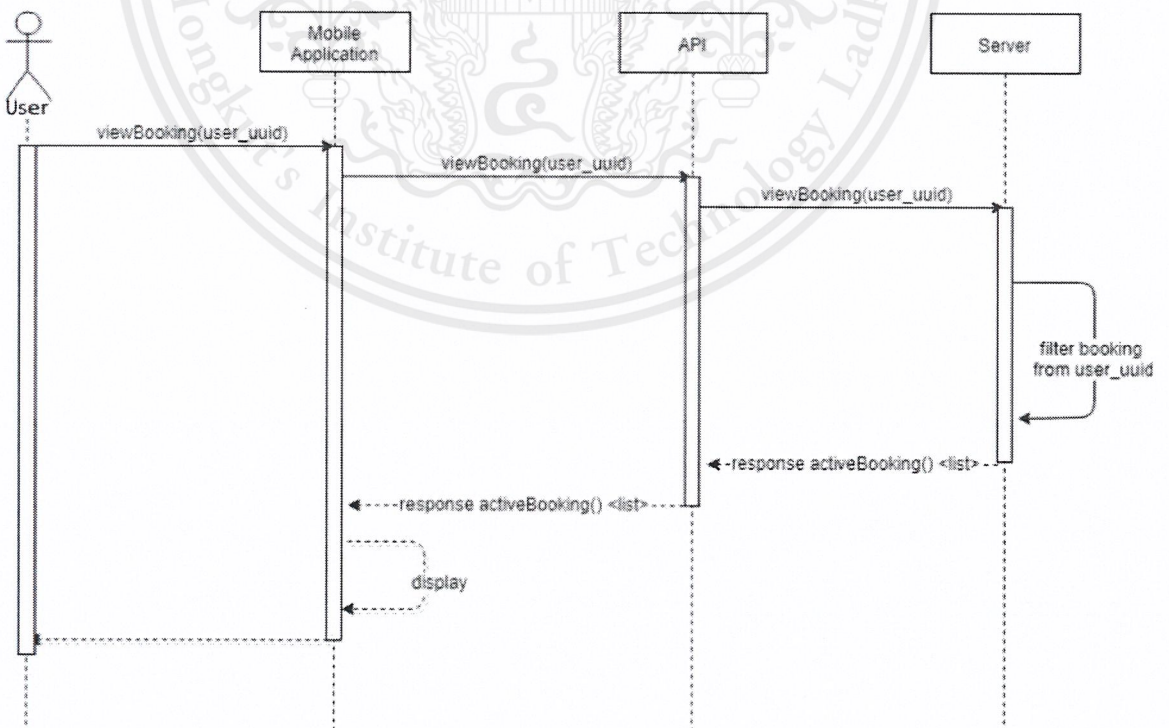 Mobile
Application
API
Server
User
viewBooking(user_uuid)
viewBooking(user_uuid)
viewBooking(user_uuid)
filter booking
from user_uuid
response activeBooking() <list>
response activeBooking() <list>
display
Institute of Technology